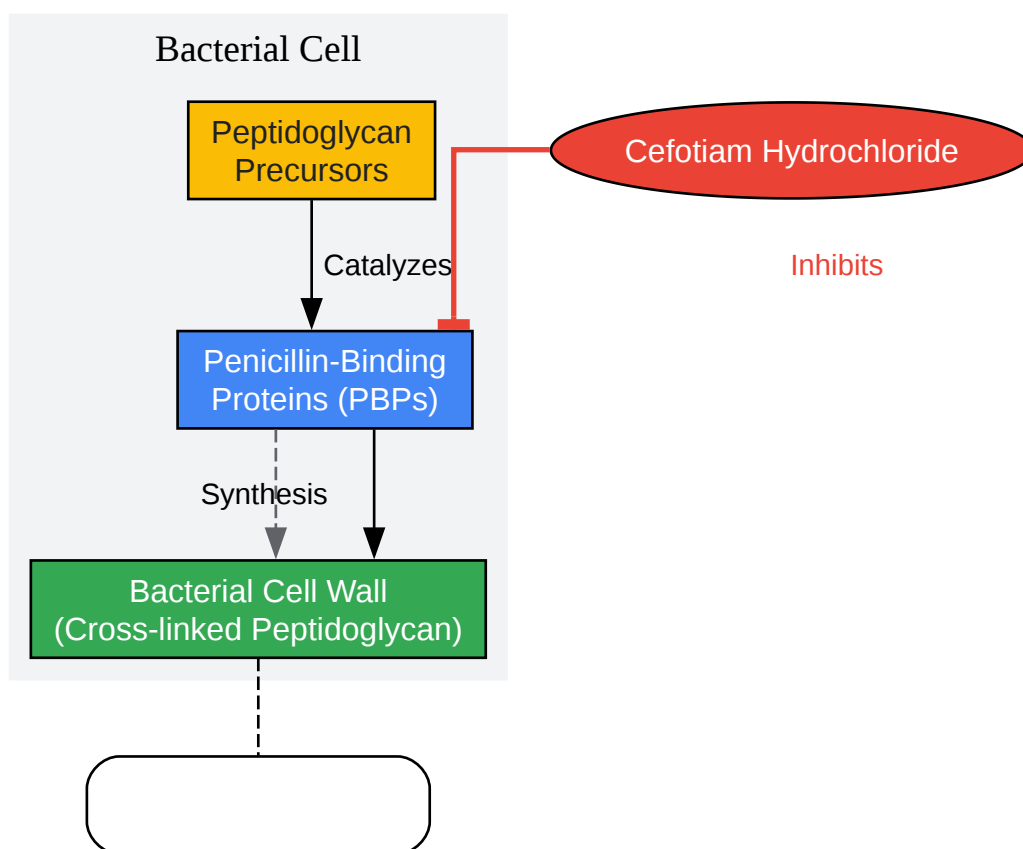 Bacterial Cell
Peptidoglycan
Precursors
Cefotiam Hydrochloride
Catalyzes
Inhibits
Penicillin-Binding
Proteins (PBPs)
Synthesis
Bacterial Cell Wall
(Cross-linked Peptidoglycan)